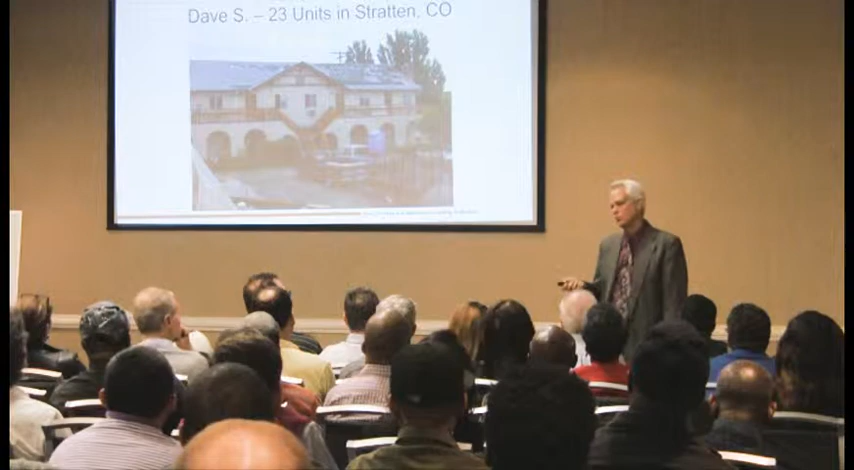 Dave S. – 23 Units in Stratten, CO